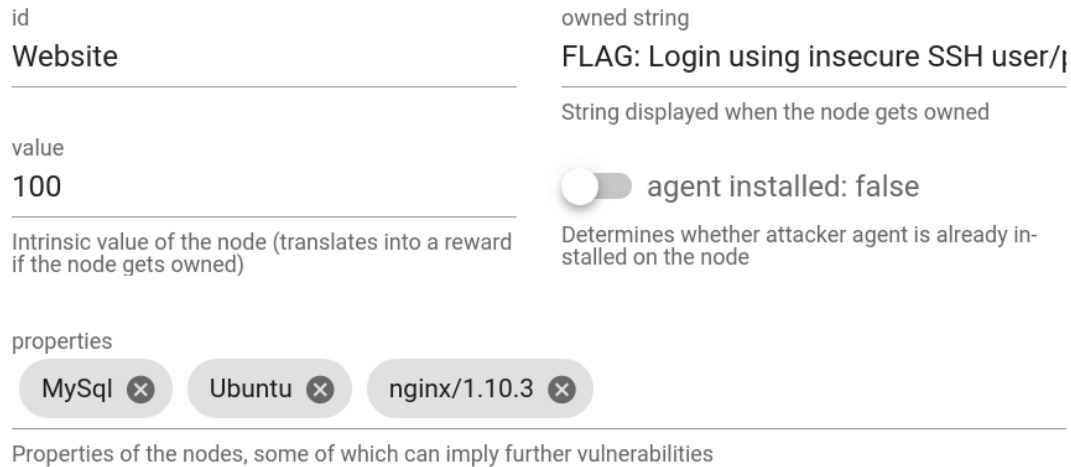 id
Website
owned string
FLAG: Login using insecure SSH user/
String displayed when the node gets owned
value
100
agent installed: false
Intrinsic value of the node (translates into a reward
if the node gets owned)
Determines whether attacker agent is already in-
stalled on the node
properties
MySql
Ubuntu
nginx/1.10.3
Properties of the nodes, some of which can imply further vulnerabilities